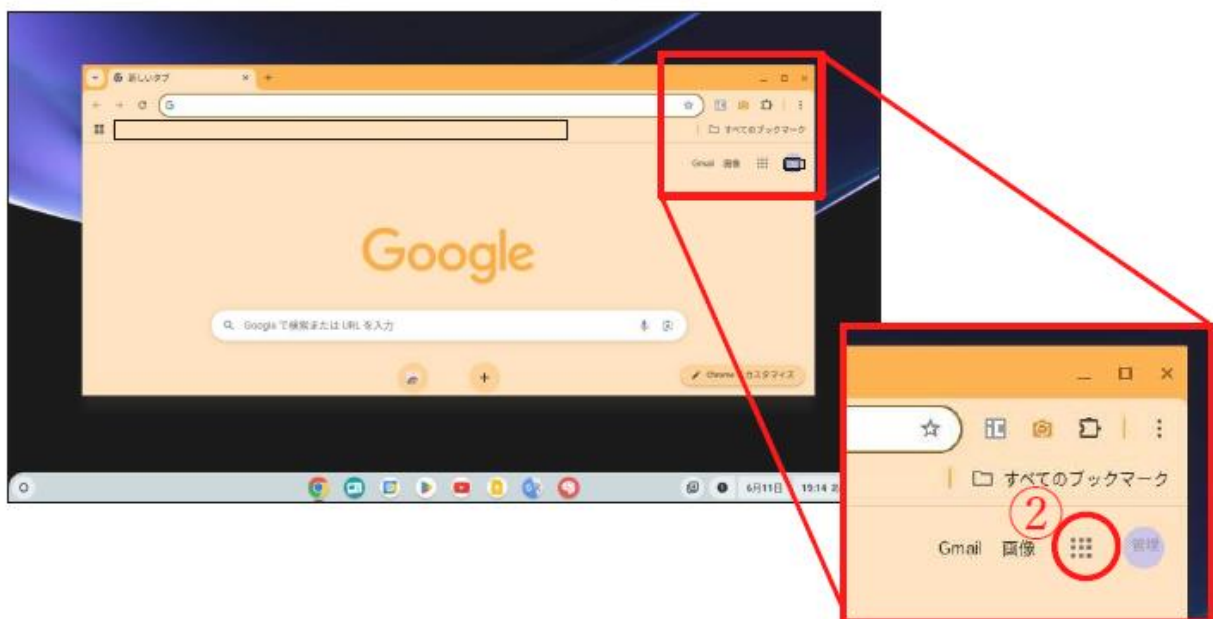 新しいタブ
G
すべてのブックマーク
Gmail 画像
Google
Google で検索または URL を入力
Chrome をカスタマイズ
6月11日 19:14
すべてのブックマーク
②
Gmail 画像 管理